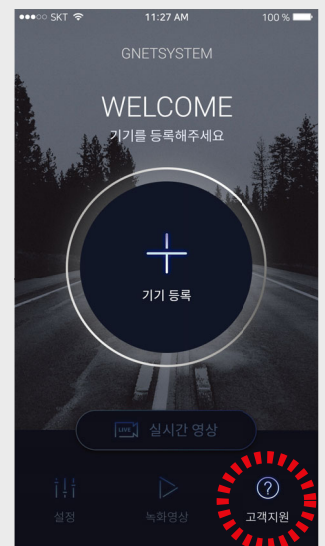 SKT 11:27 AM 100 %
GNETSYSTEM
WELCOME
기기를 등록해주세요
기기 등록
LIVE 실시간 영상
설정 녹화영상 고객지원